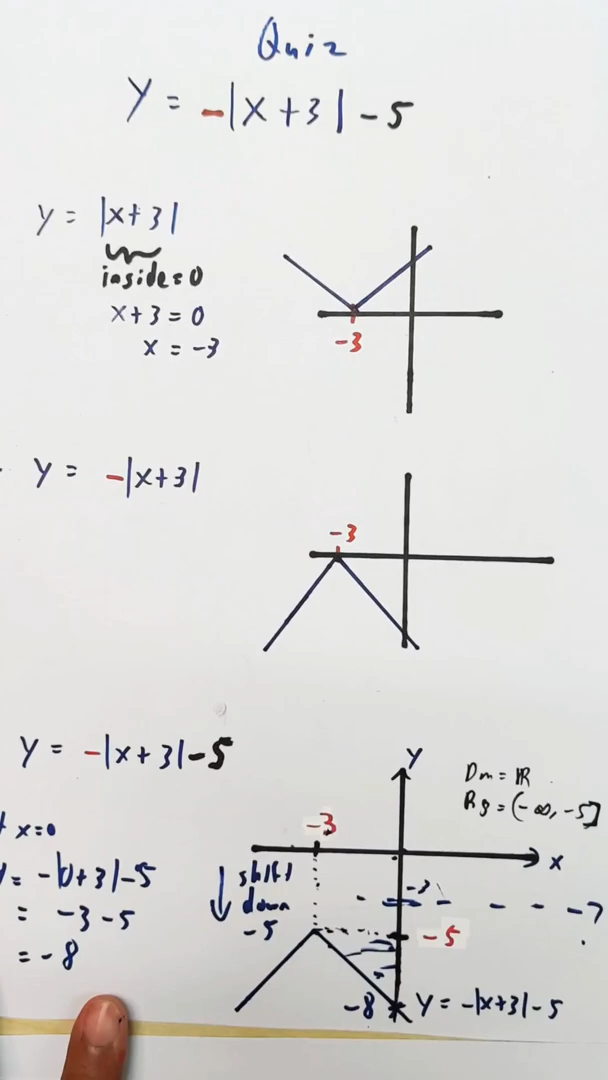 Quiz
y = -|x+3| - 5
y = |x+3|
inside = 0
x+3 = 0
x = -3
-3
y = -|x+3|
-3
y = -|x+3| - 5
y
Dm = ℝ
Rg = (-∞, -5]
-3
x
x=0
= -|0+3| - 5
= -3 - 5
= -8
shift
down
-5
-5
-8
y = -|x+3| - 5